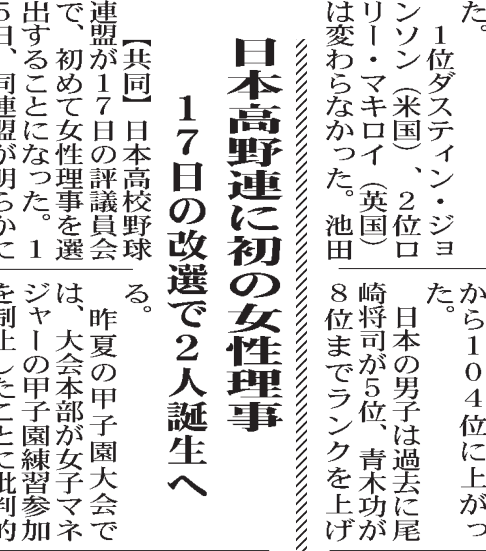 た。
１位ダスティン・ジョ
ンソン（米国）、２位ロ
リー・マキロイ（英国）
は変わらなかった。池田
から１０４位に上がっ
た。
日本の男子は過去に尾
崎将司が５位、青木功が
８位までランクを上げ
日本高野連に初の女性理事
１７日の改選で２人誕生へ
【共同】日本高校野球
連盟が１７日の評議員会
で、初めて女性理事を選
出することになった。１
５日、同連盟が明らかに
る。
昨夏の甲子園大会で
は、大会本部が女子マネ
ジャーの甲子園練習参加
を制止したことに批判的